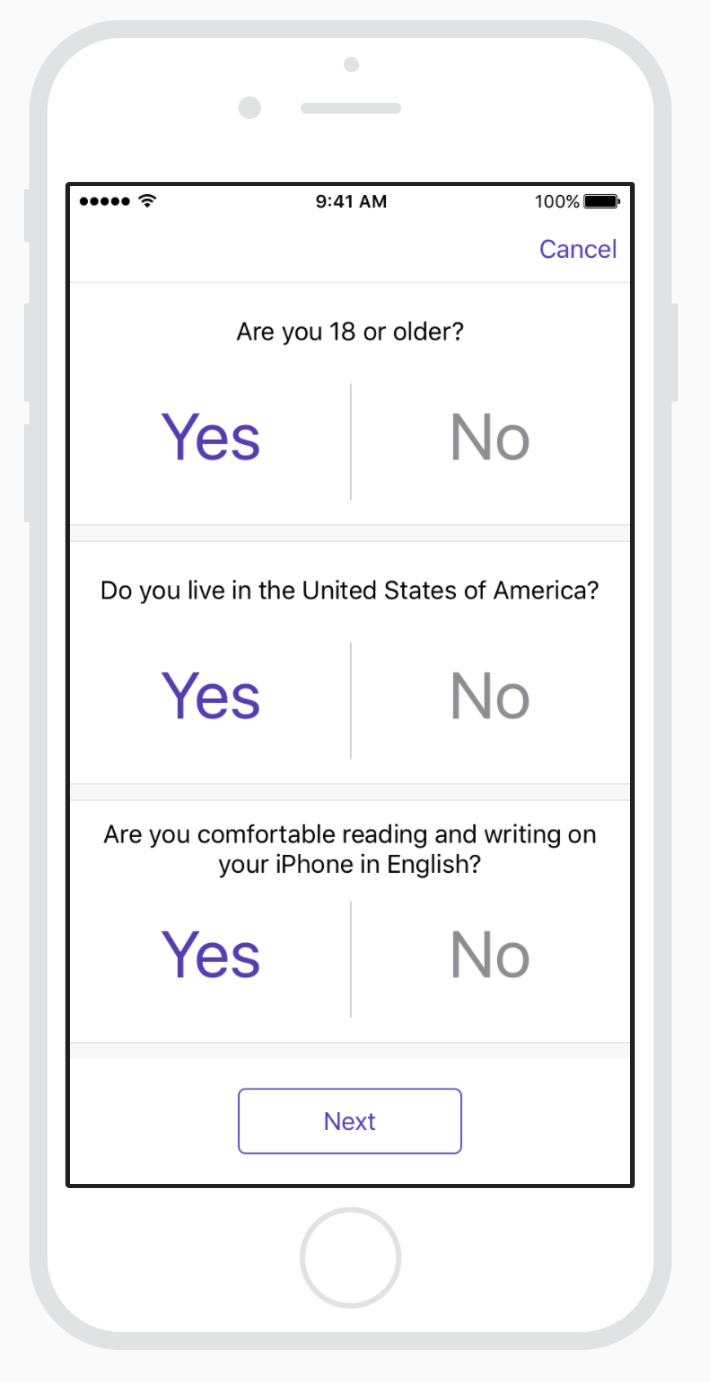 9:41 AM 100%
Cancel
Are you 18 or older?
Yes No
Do you live in the United States of America?
Yes No
Are you comfortable reading and writing on
your iPhone in English?
Yes No
Next